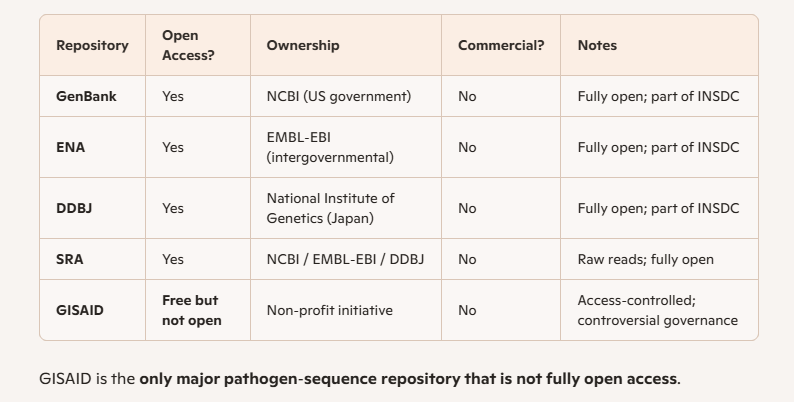 Repository Open Access? Ownership Commercial? Notes
GenBank Yes NCBI (US government) No Fully open; part of INSDC
ENA Yes EMBL-EBI (intergovernmental) No Fully open; part of INSDC
DDBJ Yes National Institute of Genetics (Japan) No Fully open; part of INSDC
SRA Yes NCBI / EMBL-EBI / DDBJ No Raw reads; fully open
GISAID Free but not open Non-profit initiative No Access-controlled; controversial governance
GISAID is the only major pathogen-sequence repository that is not fully open access.